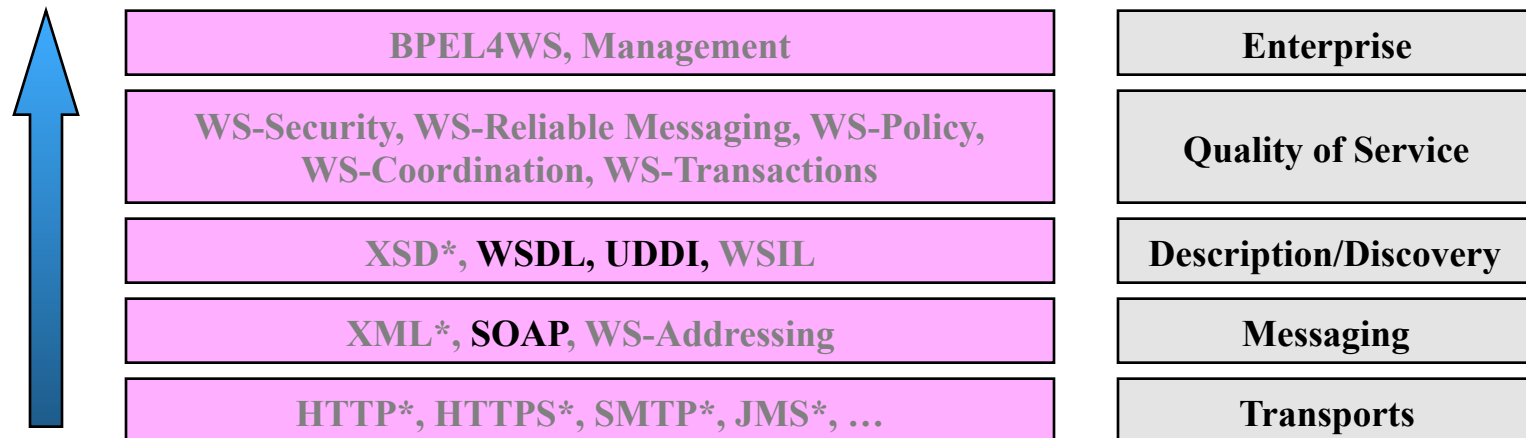 BPEL4WS, Management
Enterprise
WS-Security, WS-Reliable Messaging, WS-Policy,
WS-Coordination, WS-Transactions
Quality of Service
XSD*, WSDL, UDDI, WSIL
Description/Discovery
XML*, SOAP, WS-Addressing
Messaging
HTTP*, HTTPS*, SMTP*, JMS*, …
Transports